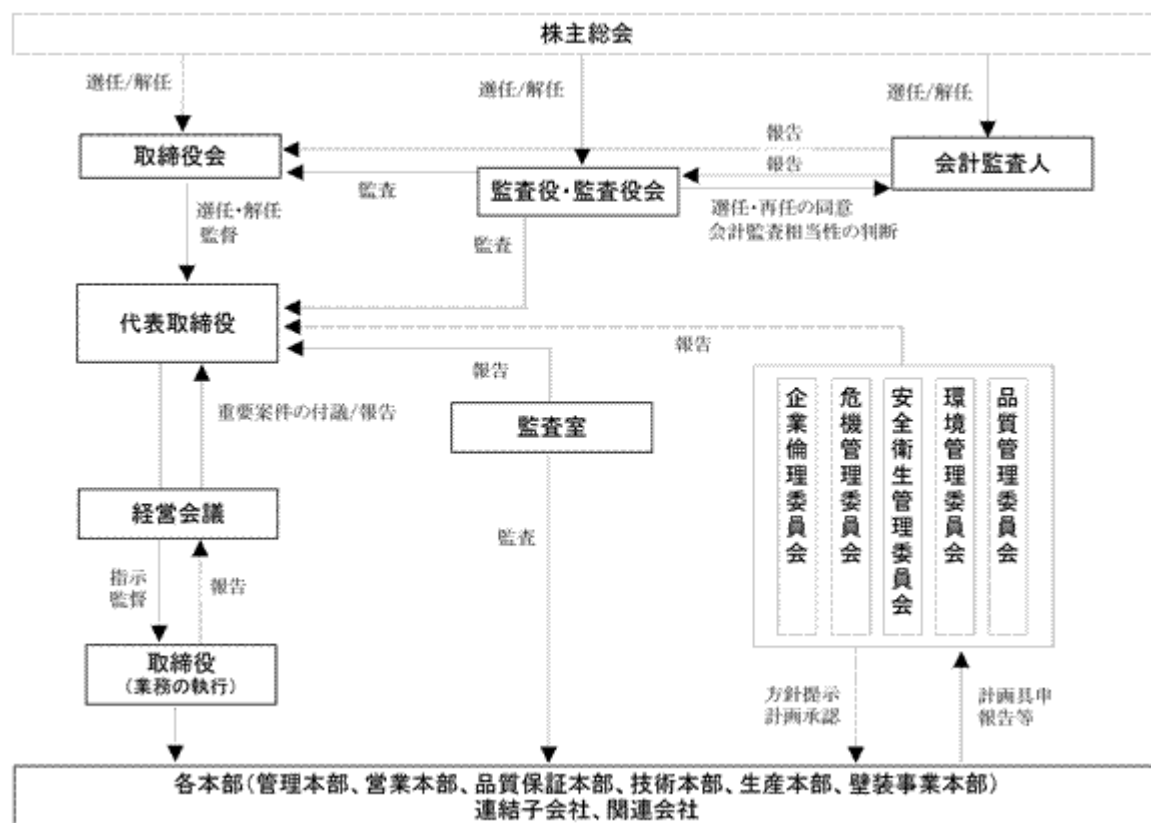 株主総会
選任/解任
選任/解任
選任/解任
取締役会
報告
会計監査人
報告
監査
監査役・監査役会
選任・再任の同意
会計監査相当性の判断
選任・解任
監督
監査
代表取締役
報告
報告
重要案件の付議/報告
監査室
企業倫理委員会
危機管理委員会
安全衛生管理委員会
環境管理委員会
品質管理委員会
経営会議
監査
指示
監督
報告
取締役
(業務の執行)
方針提示
計画承認
計画具申
報告等
各本部(管理本部、営業本部、品質保証本部、技術本部、生産本部、壁装事業本部)
連結子会社、関連会社